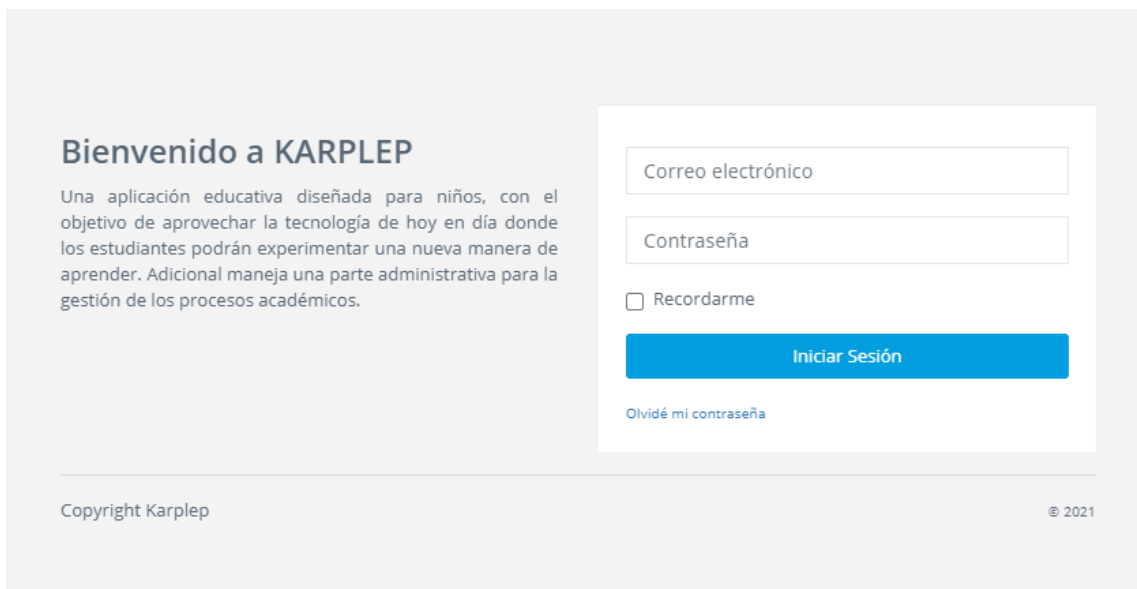 Bienvenido a KARPLEP
Una aplicación educativa diseñada para niños, con el
objetivo de aprovechar la tecnología de hoy en día donde
los estudiantes podrán experimentar una nueva manera de
aprender. Adicional maneja una parte administrativa para la
gestión de los procesos académicos.
Correo electrónico
Contraseña
Recordarme
Iniciar Sesión
Olvidé mi contraseña
Copyright Karplep
© 2021